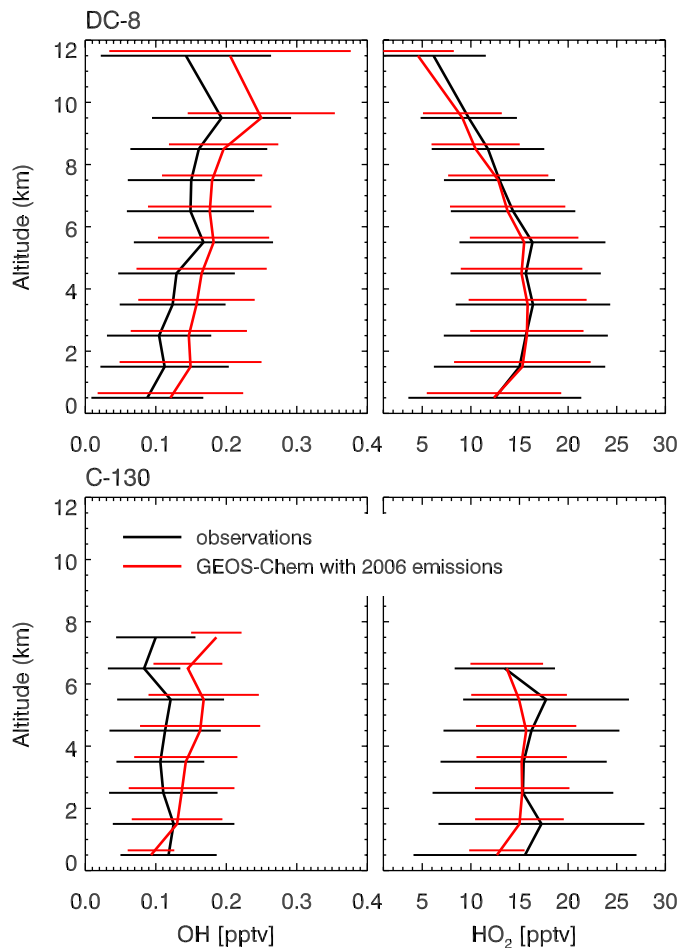 DC-8
12
10
8
6
4
2
0
Altitude (km)
0.0 0.1 0.2 0.3 0.4
5 10 15 20 25 30
C-130
observations
GEOS-Chem with 2006 emissions
12
10
8
6
4
2
0
Altitude (km)
0.0 0.1 0.2 0.3 0.4
5 10 15 20 25 30
OH [pptv]
HO₂ [pptv]